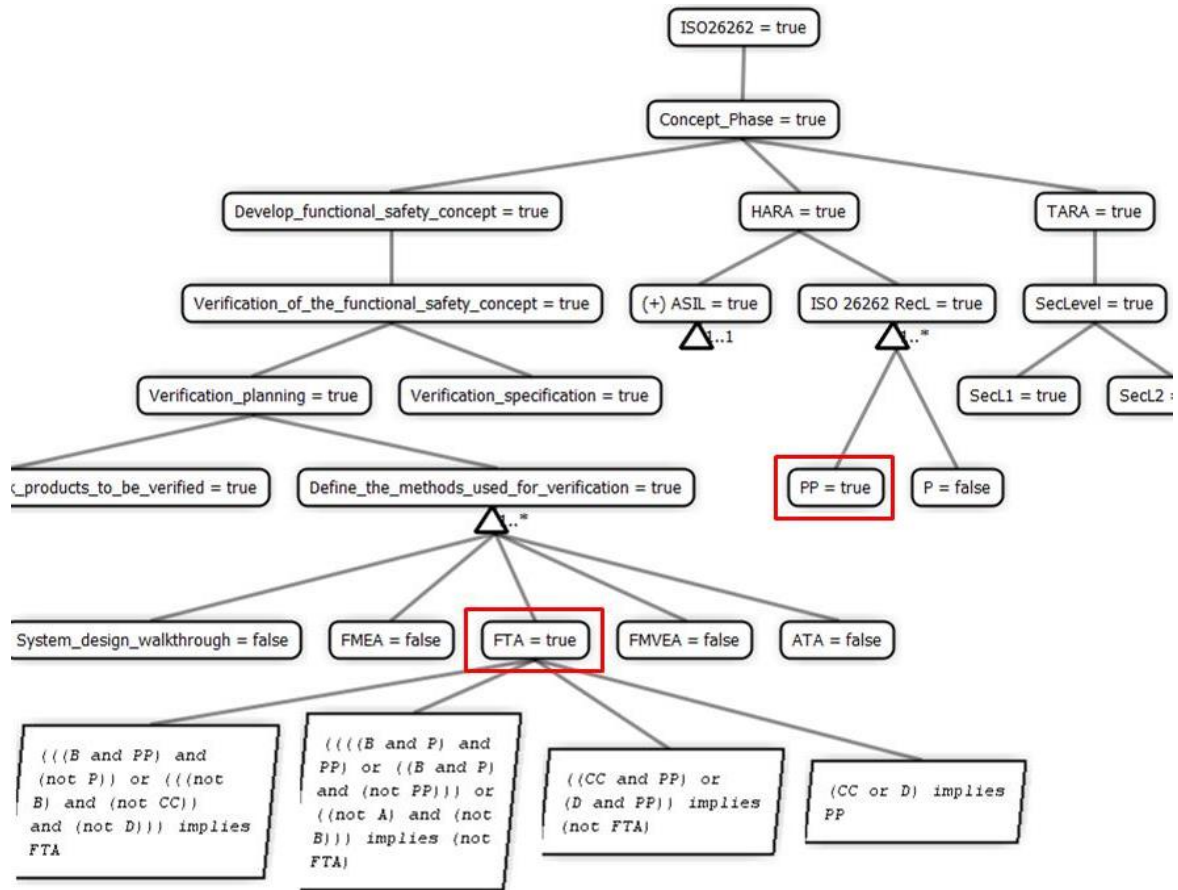 ISO26262 = true
Concept_Phase = true
Develop_functional_safety_concept = true
HARA = true
TARA = true
Verification_of_the_functional_safety_concept = true
(+) ASIL = true
ISO 26262 RecL = true
SecLevel = true
1..1
1..*
Verification_planning = true
Verification_specification = true
SecL1 = true
SecL2 =
_products_to_be_verified = true
Define_the_methods_used_for_verification = true
PP = true
P = false
1..*
System_design_walkthrough = false
FMEA = false
FTA = true
FMVEA = false
ATA = false
(((B and PP) and
(not P)) or (((not
B) and (not CC))
and (not D))) implies
FTA
((((B and P) and
PP) or ((B and P)
and (not PP))) or
((not A) and (not
B))) implies (not
FTA)
((CC and PP) or
(D and PP)) implies
(not FTA)
(CC or D) implies
PP